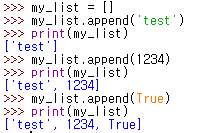 >>> my_list = []
>>> my_list.append('test')
>>> print(my_list)
['test']
>>> my_list.append(1234)
>>> print(my_list)
['test', 1234]
>>> my_list.append(True)
>>> print(my_list)
['test', 1234, True]